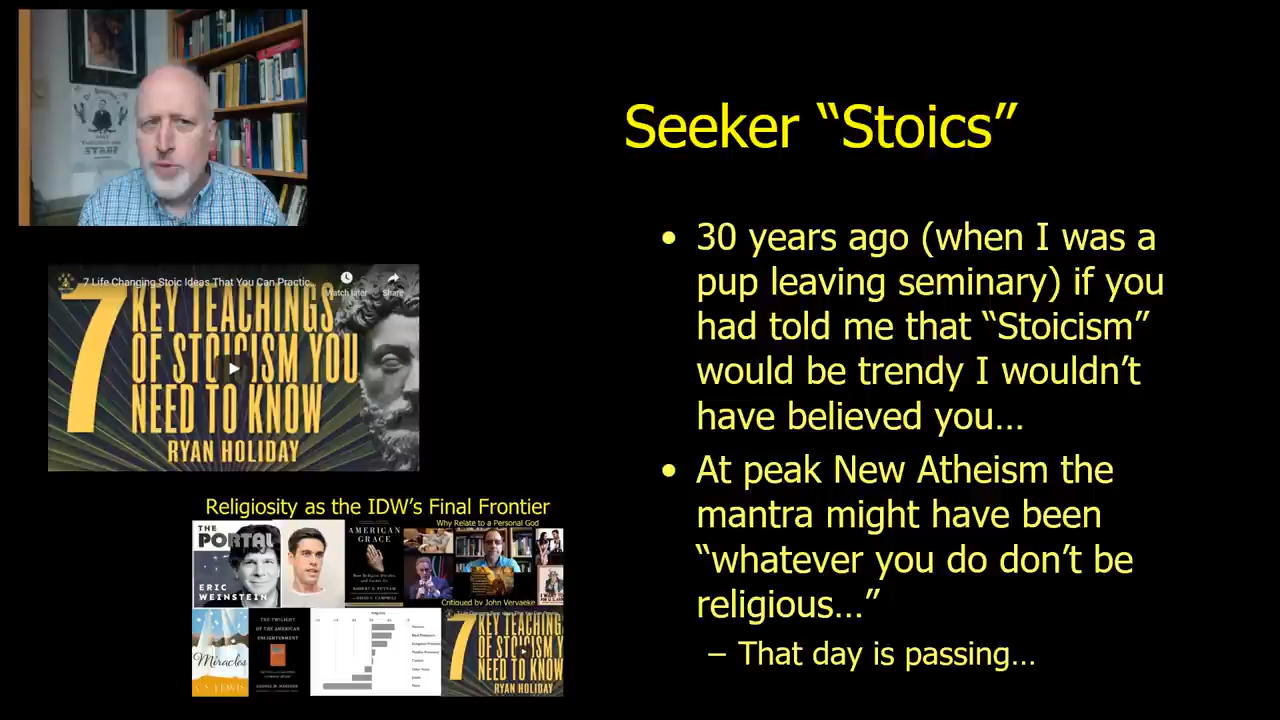 Seeker “Stoics”
• 30 years ago (when I was a
pup leaving seminary) if you
had told me that “Stoicism”
would be trendy I wouldn’t
have believed you…
• At peak New Atheism the
mantra might have been
“whatever you do don’t be
religious…”
– That day is passing…
7 Life Changing Stoic Ideas That You Can Practic...
Watch later
Share
7 KEY TEACHINGS
OF STOICISM YOU
NEED TO KNOW
RYAN HOLIDAY
Religiosity as the IDW’s Final Frontier
Why Relate to a Personal God
THE
PORTAL
ERIC
WEINSTEIN
AMERICAN
GRACE
Critiqued by John Vervaeke
Miracles
C. S. LEWIS
THE TWILIGHT
OF THE AMERICAN
ENLIGHTENMENT
GEORGE M. MARSDEN
7 KEY TEACHINGS
OF STOICISM Y
NEED TO KNOW
RYAN HOLIDAY